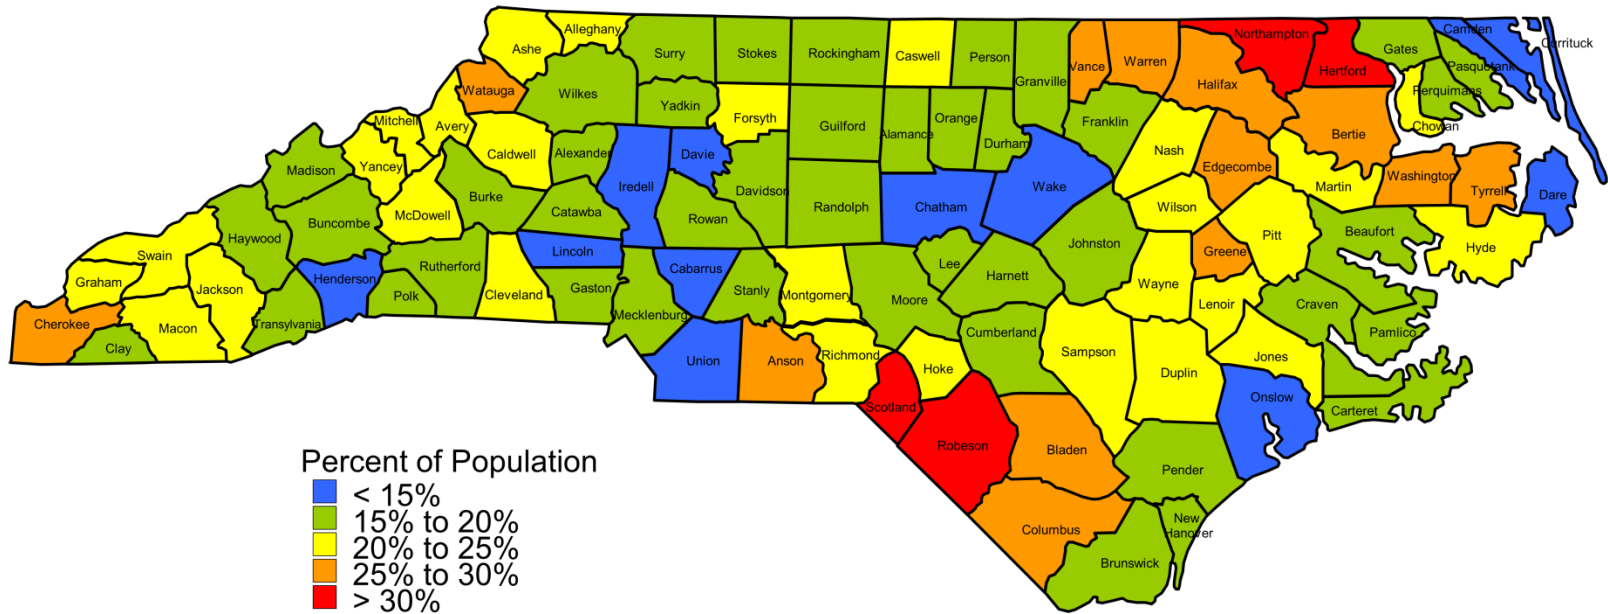 Alleghany
Ashe
Surry
Stokes
Rockingham
Caswell
Person
Granville
Vance
Warren
Northampton
Hertford
Gates
Camden
Currituck
Pasquotank
Perquimans
Chowan
Halifax
Bertie
Watauga
Wilkes
Yadkin
Forsyth
Guilford
Alamance
Orange
Durham
Franklin
Nash
Edgecombe
Martin
Washington
Tyrrell
Dare
Mitchell
Avery
Caldwell
Alexander
Iredell
Davie
Davidson
Randolph
Chatham
Wake
Wilson
Pitt
Beaufort
Hyde
Madison
Yancey
McDowell
Burke
Catawba
Rowan
Johnston
Greene
Wayne
Lenoir
Craven
Pamlico
Buncombe
Haywood
Swain
Graham
Jackson
Macon
Cherokee
Clay
Transylvania
Henderson
Polk
Rutherford
Cleveland
Lincoln
Gaston
Mecklenburg
Cabarrus
Stanly
Montgomery
Moore
Lee
Harnett
Cumberland
Sampson
Duplin
Jones
Onslow
Carteret
Union
Anson
Richmond
Hoke
Scotland
Robeson
Bladen
Columbus
Pender
New
Hanover
Brunswick
Percent of Population
< 15%
15% to 20%
20% to 25%
25% to 30%
> 30%